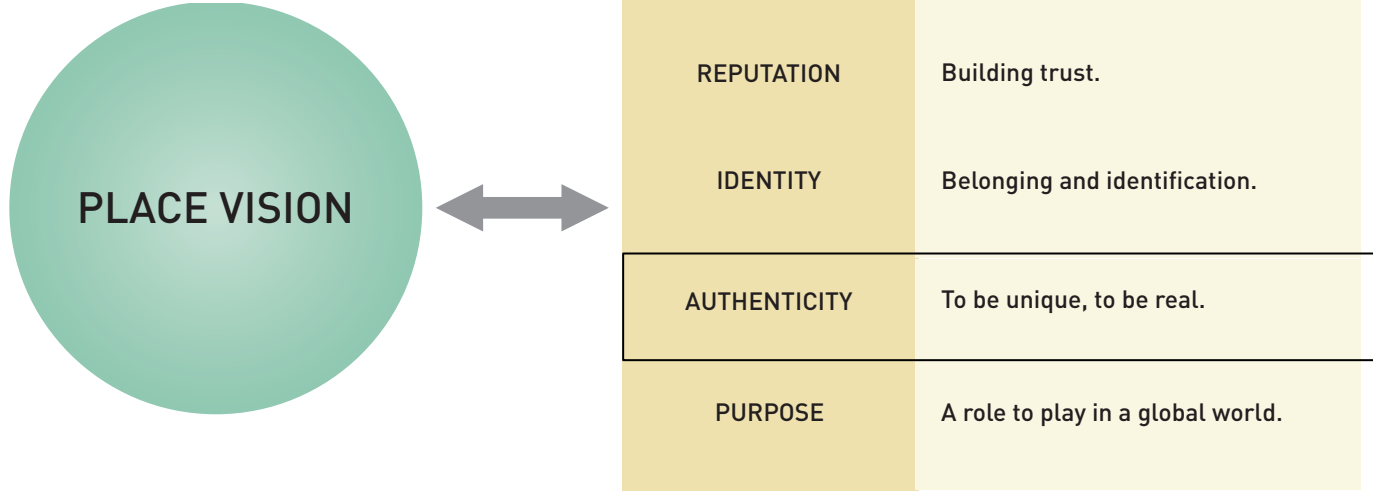 PLACE VISION
REPUTATION Building trust.
IDENTITY Belonging and identification.
AUTHENTICITY To be unique, to be real.
PURPOSE A role to play in a global world.